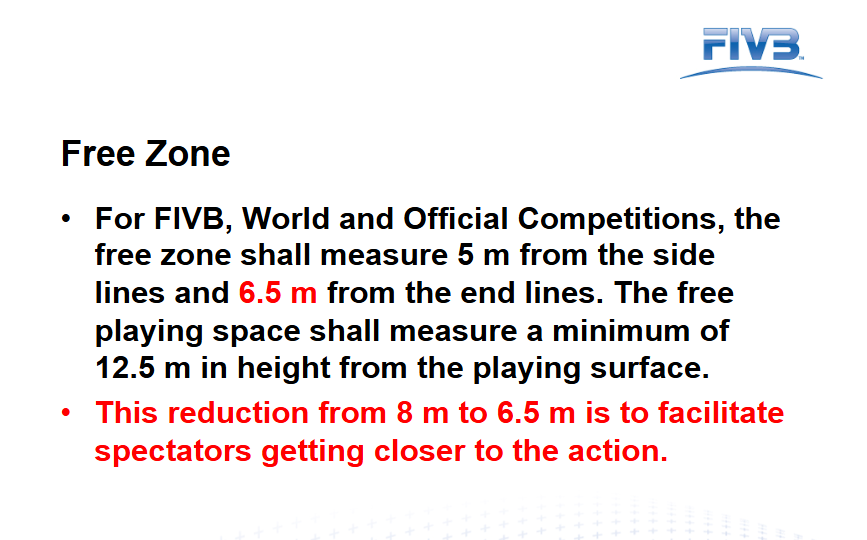 FIVB™
Free Zone
• For FIVB, World and Official Competitions, the
free zone shall measure 5 m from the side
lines and 6.5 m from the end lines. The free
playing space shall measure a minimum of
12.5 m in height from the playing surface.
• This reduction from 8 m to 6.5 m is to facilitate
spectators getting closer to the action.